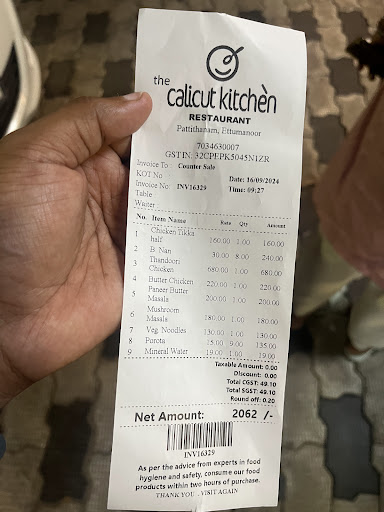 the
calicut kitchèn
RESTAURANT
Pattithanam, Ettumanoor
7034630007
GSTIN. 32CPEPK5045N1ZR
Invoice To Counter Sale
KOT No Date: 16/09/2024
Invoice No INV16329 Time: 09:27
Table
Waiter
No. Item Name Rate Qty Amount
1 Chicken Tikka half 160.00 1.00 160.00
2 B. Nan 30.00 8.00 240.00
3 Thandoori Chicken 680.00 1.00 680.00
4 Butter Chicken 220.00 1.00 220.00
5 Paneer Butter Masala 200.00 1.00 200.00
6 Mushroom Masala 180.00 1.00 180.00
7 Veg. Noodles 130.00 1.00 130.00
8 Porota 15.00 9.00 135.00
9 Mineral Water 19.00 1.00 19.00
Taxable Amount: 0.00
Discount: 0.00
Total CGST: 49.10
Total SGST: 49.10
Round off: 0.20
Net Amount: 2062 /-
INV16329
As per the advice from experts in food
hygiene and safety, consume our food
products within two hours of purchase.
THANK YOU ..VISIT AGAIN